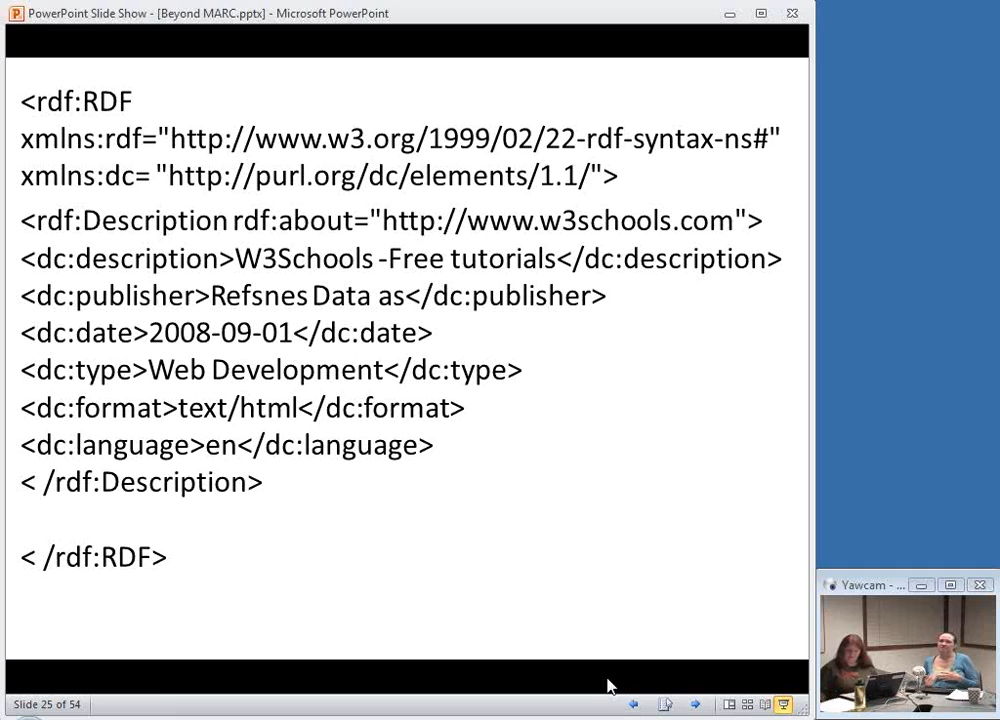 PowerPoint Slide Show - [Beyond MARC.pptx] - Microsoft PowerPoint
<rdf:RDF
xmlns:rdf="http://www.w3.org/1999/02/22-rdf-syntax-ns#"
xmlns:dc= "http://purl.org/dc/elements/1.1/">
<rdf:Description rdf:about="http://www.w3schools.com">
<dc:description>W3Schools -Free tutorials</dc:description>
<dc:publisher>Refsnes Data as</dc:publisher>
<dc:date>2008-09-01</dc:date>
<dc:type>Web Development</dc:type>
<dc:format>text/html</dc:format>
<dc:language>en</dc:language>
< /rdf:Description>
< /rdf:RDF>
Yawcam - ...
Slide 25 of 54